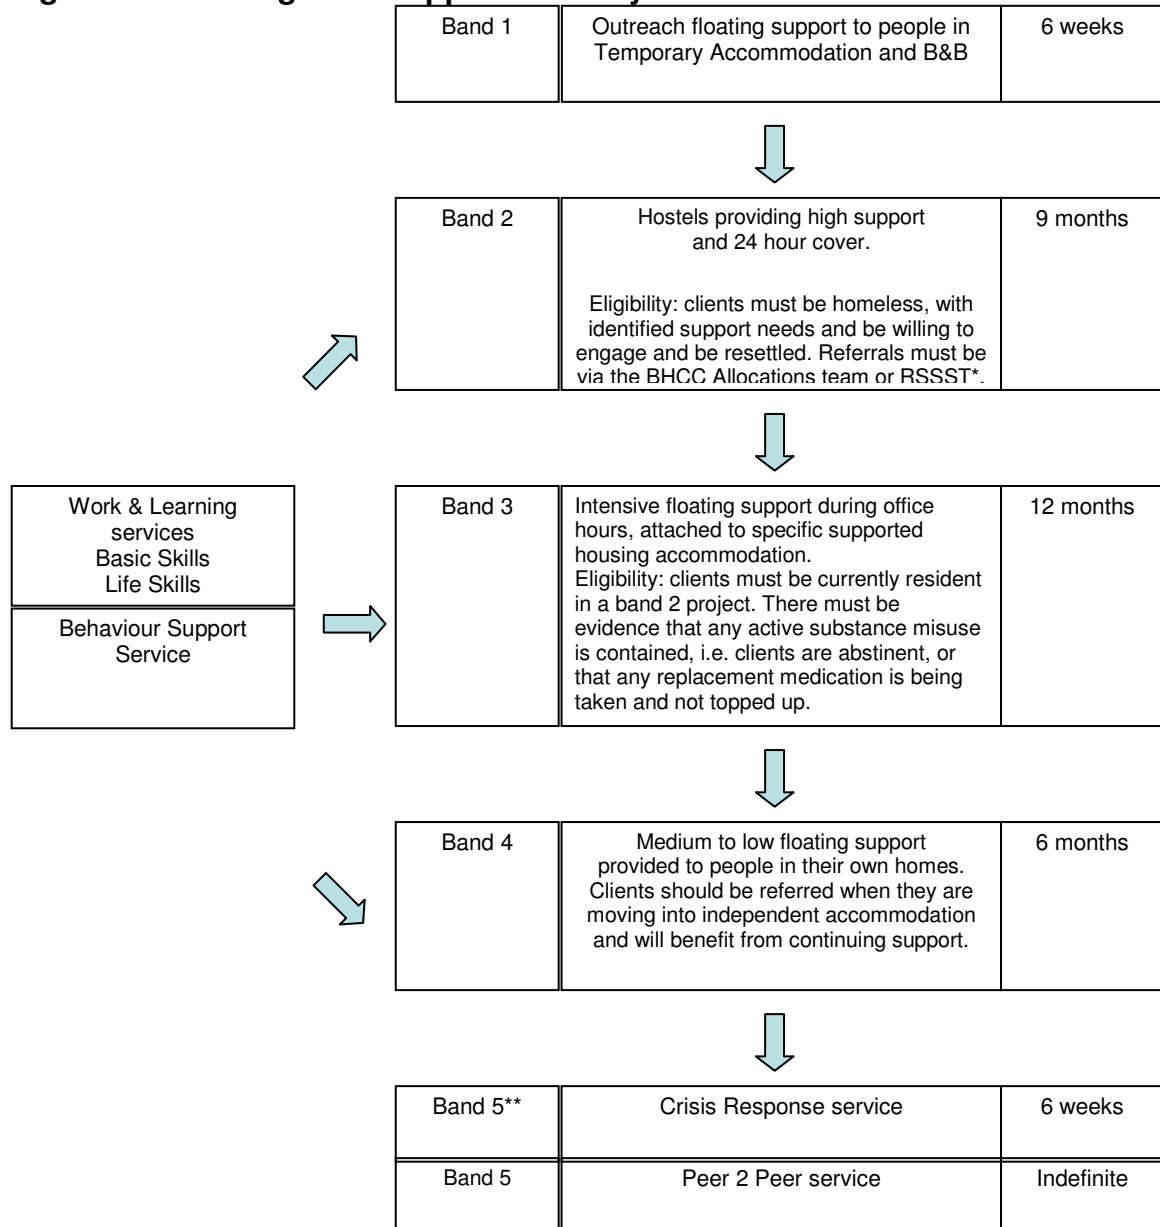 Band 1
Outreach floating support to people in
Temporary Accommodation and B&B
6 weeks
Band 2
Hostels providing high support
and 24 hour cover.
Eligibility: clients must be homeless, with
identified support needs and be willing to
engage and be resettled. Referrals must be
via the BHCC Allocations team or RSSST*.
9 months
Work & Learning
services
Basic Skills
Life Skills
Behaviour Support
Service
Band 3
Intensive floating support during office
hours, attached to specific supported
housing accommodation.
Eligibility: clients must be currently resident
in a band 2 project. There must be
evidence that any active substance misuse
is contained, i.e. clients are abstinent, or
that any replacement medication is being
taken and not topped up.
12 months
Band 4
Medium to low floating support
provided to people in their own homes.
Clients should be referred when they are
moving into independent accommodation
and will benefit from continuing support.
6 months
Band 5**
Crisis Response service
6 weeks
Band 5
Peer 2 Peer service
Indefinite